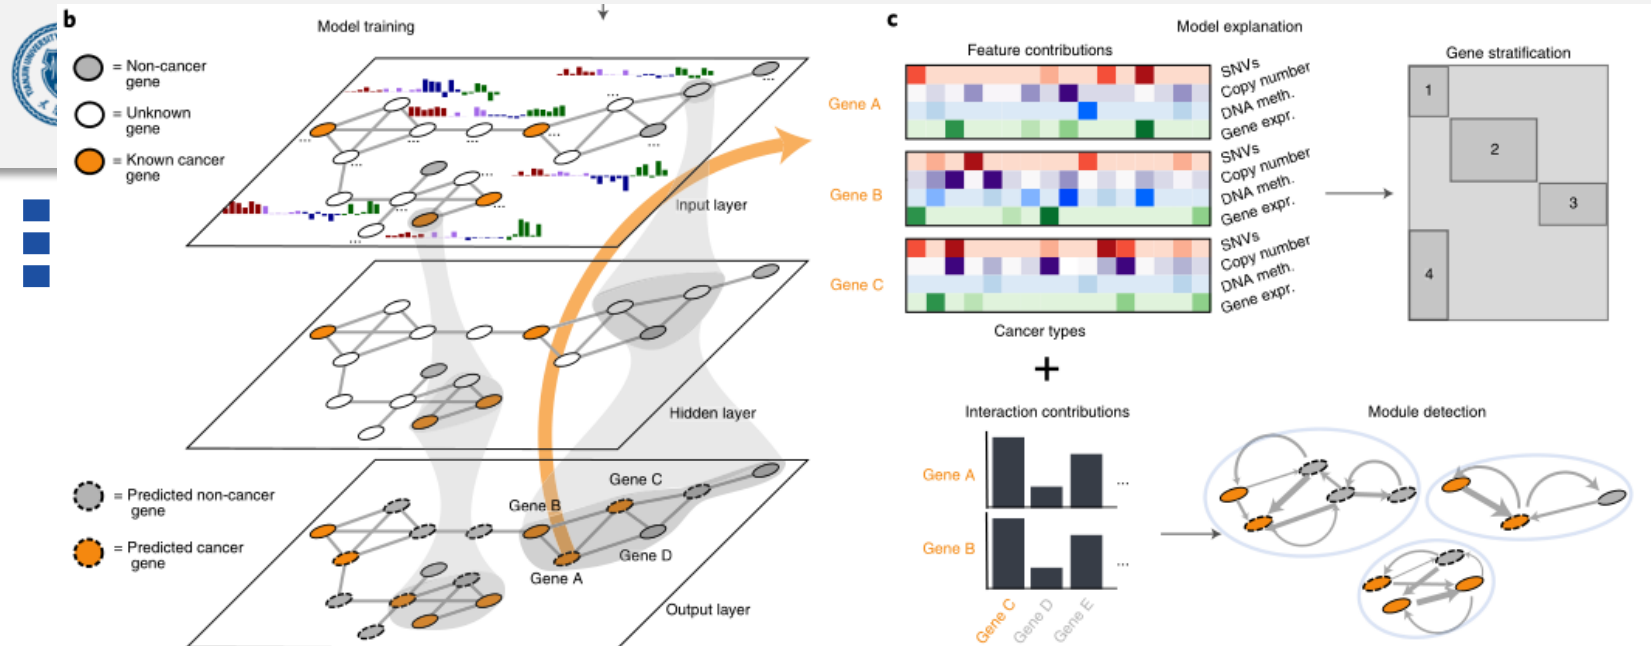 TIANJIN UNIVERSITY
b
Model training
= Non-cancer
gene
= Unknown
gene
= Known cancer
gene
...
...
...
...
...
...
...
...
Input layer
Hidden layer
= Predicted non-cancer
gene
= Predicted cancer
gene
Gene C
Gene B
Gene D
Gene A
Output layer
c
Model explanation
Feature contributions
Gene A
SNVs
Copy number
DNA meth.
Gene expr.
Gene B
SNVs
Copy number
DNA meth.
Gene expr.
Gene C
SNVs
Copy number
DNA meth.
Gene expr.
Cancer types
+
Gene stratification
1
2
3
4
Interaction contributions
Gene A
...
Gene B
...
Gene C
Gene D
Gene E
Module detection